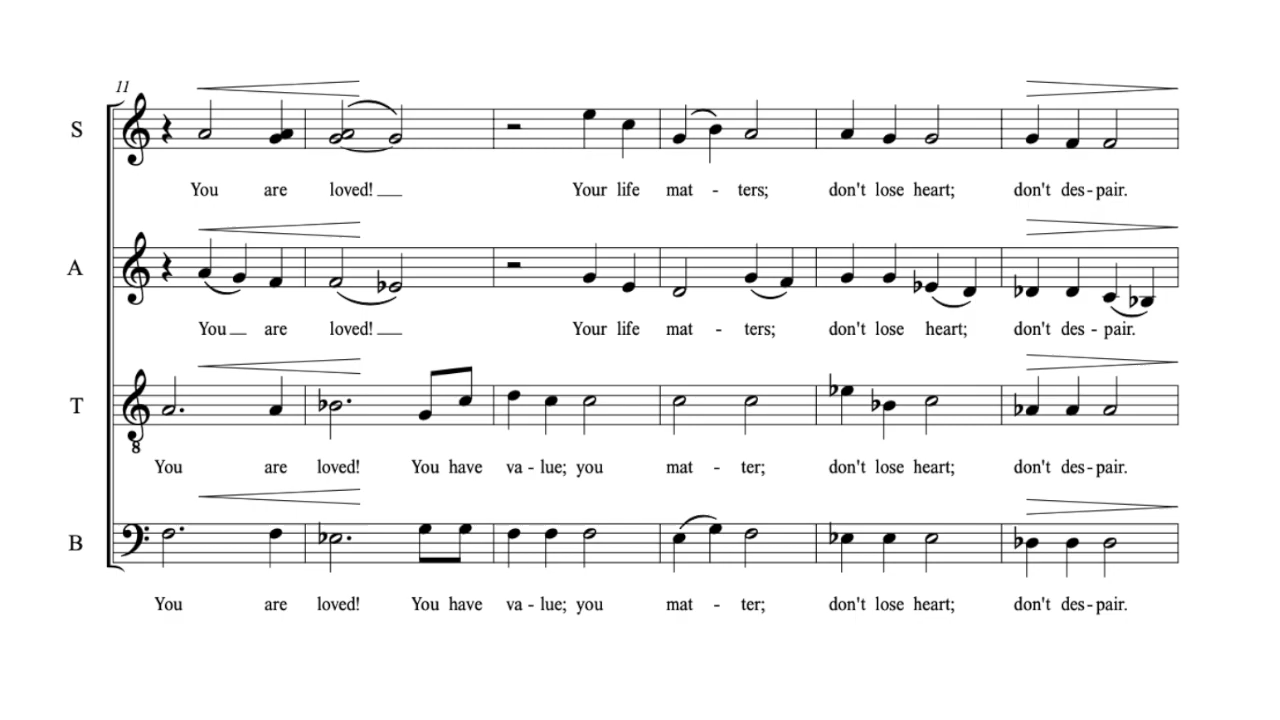 11
S
You are loved! Your life mat - ters; don't lose heart; don't des - pair.
A
You are loved! Your life mat - ters; don't lose heart; don't des - pair.
T
8
You are loved! You have va - lue; you mat - ter; don't lose heart; don't des - pair.
B
You are loved! You have va - lue; you mat - ter; don't lose heart; don't des - pair.